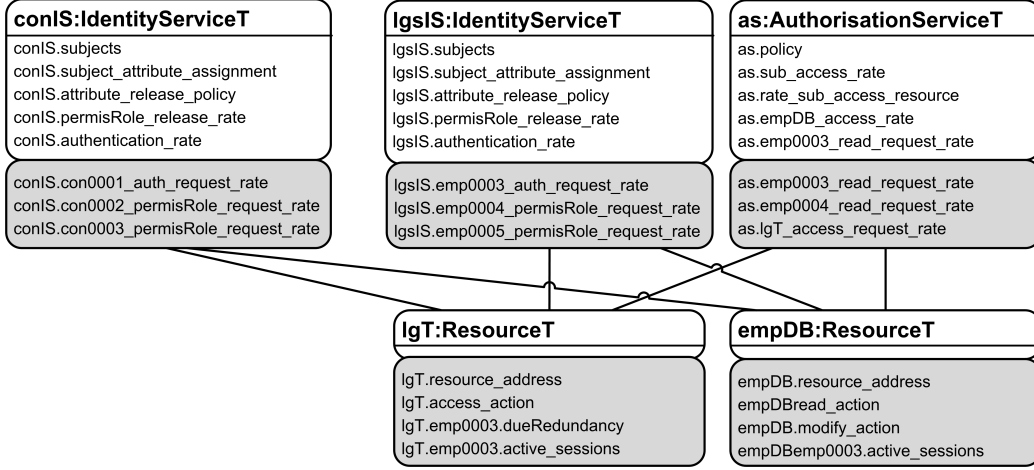 conIS:IdentityServiceT
conIS.subjects
conIS.subject_attribute_assignment
conIS.attribute_release_policy
conIS.permisRole_release_rate
conIS.authentication_rate
conIS.con0001_auth_request_rate
conIS.con0002_permisRole_request_rate
conIS.con0003_permisRole_request_rate
lgsIS:IdentityServiceT
lgsIS.subjects
lgsIS.subject_attribute_assignment
lgsIS.attribute_release_policy
lgsIS.permisRole_release_rate
lgsIS.authentication_rate
lgsIS.emp0003_auth_request_rate
lgsIS.emp0004_permisRole_request_rate
lgsIS.emp0005_permisRole_request_rate
as:AuthorisationServiceT
as.policy
as.sub_access_rate
as.rate_sub_access_resource
as.empDB_access_rate
as.emp0003_read_request_rate
as.emp0003_read_request_rate
as.emp0004_read_request_rate
as.lgT_access_request_rate
lgT:ResourceT
lgT.resource_address
lgT.access_action
lgT.emp0003.dueRedundancy
lgT.emp0003.active_sessions
empDB:ResourceT
empDB.resource_address
empDBread_action
empDB.modify_action
empDBemp0003.active_sessions